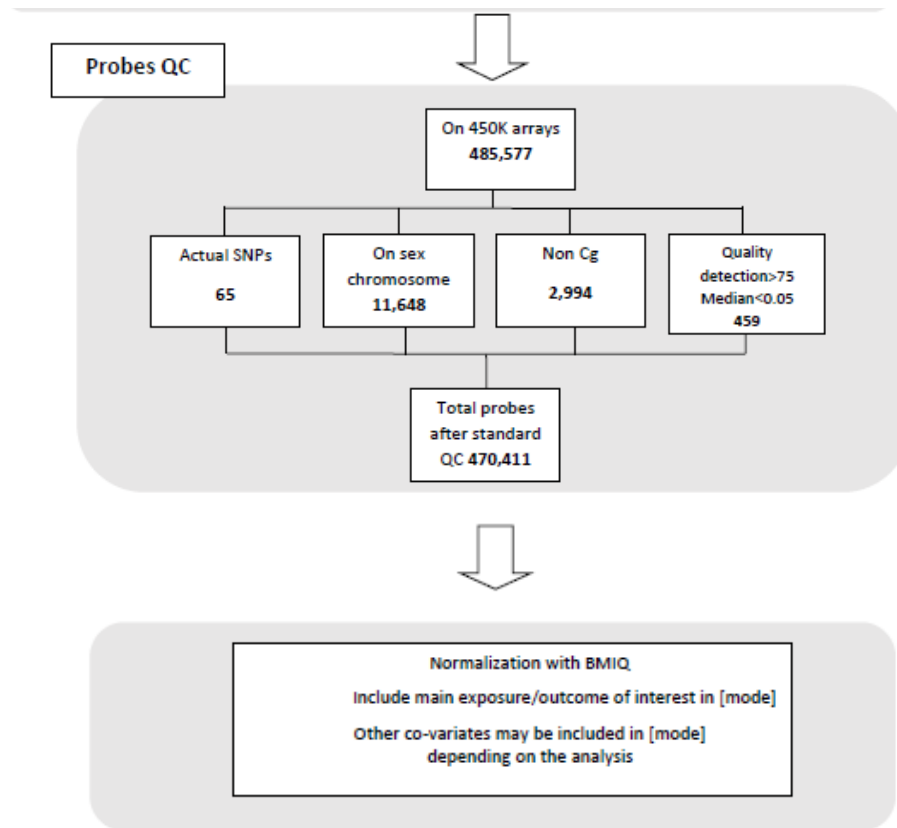 Probes QC
On 450K arrays
485,577
Actual SNPs
65
On sex
chromosome
11,648
Non Cg
2,994
Quality
detection>75
Median<0.05
459
Total probes
after standard
QC 470,411
Normalization with BMIQ
Include main exposure/outcome of interest in [mode]
Other co-variates may be included in [mode]
depending on the analysis